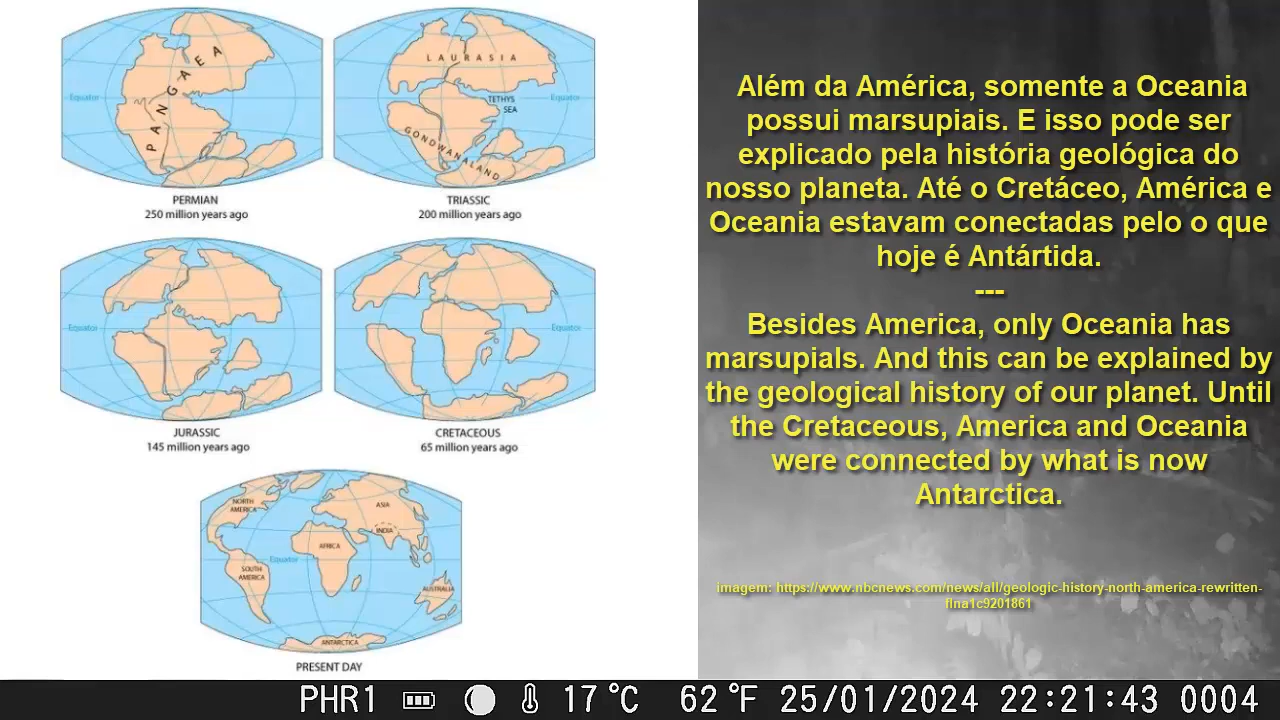 PANGAEA
Equator
PERMIAN
250 million years ago
LAURASIA
TETHYS
SEA
Equator
GONDWANALAND
TRIASSIC
200 million years ago
Equator
JURASSIC
145 million years ago
Equator
CRETACEOUS
65 million years ago
NORTH
AMERICA
ASIA
INDIA
AFRICA
Equator
SOUTH
AMERICA
AUSTRALIA
ANTARCTICA
PRESENT DAY
Além da América, somente a Oceania
possui marsupiais. E isso pode ser
explicado pela história geológica do
nosso planeta. Até o Cretáceo, América e
Oceania estavam conectadas pelo o que
hoje é Antártida.
---
Besides America, only Oceania has
marsupials. And this can be explained by
the geological history of our planet. Until
the Cretaceous, America and Oceania
were connected by what is now
Antarctica.
imagem: https://www.nbcnews.com/news/all/geologic-history-north-america-rewritten-
flna1c9201861
PHR1 17°C 62°F 25/01/2024 22:21:43 0004